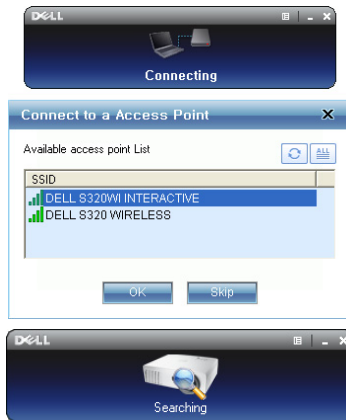 DELL
Connecting
Connect to a Access Point
Available access point List
ALL
SSID
DELL S320WI INTERACTIVE
DELL S320 WIRELESS
OK
Skip
DELL
Searching